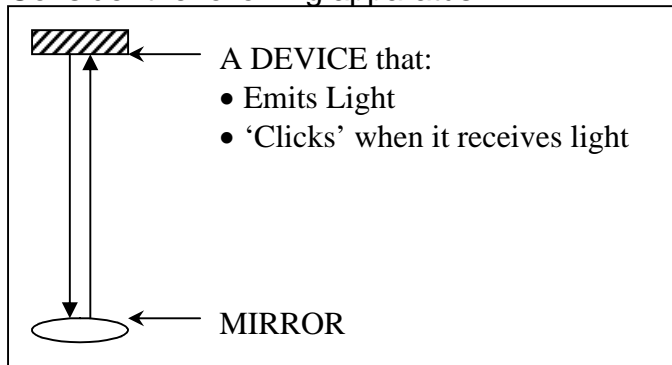 A DEVICE that:
• Emits Light
• ‘Clicks’ when it receives light
MIRROR